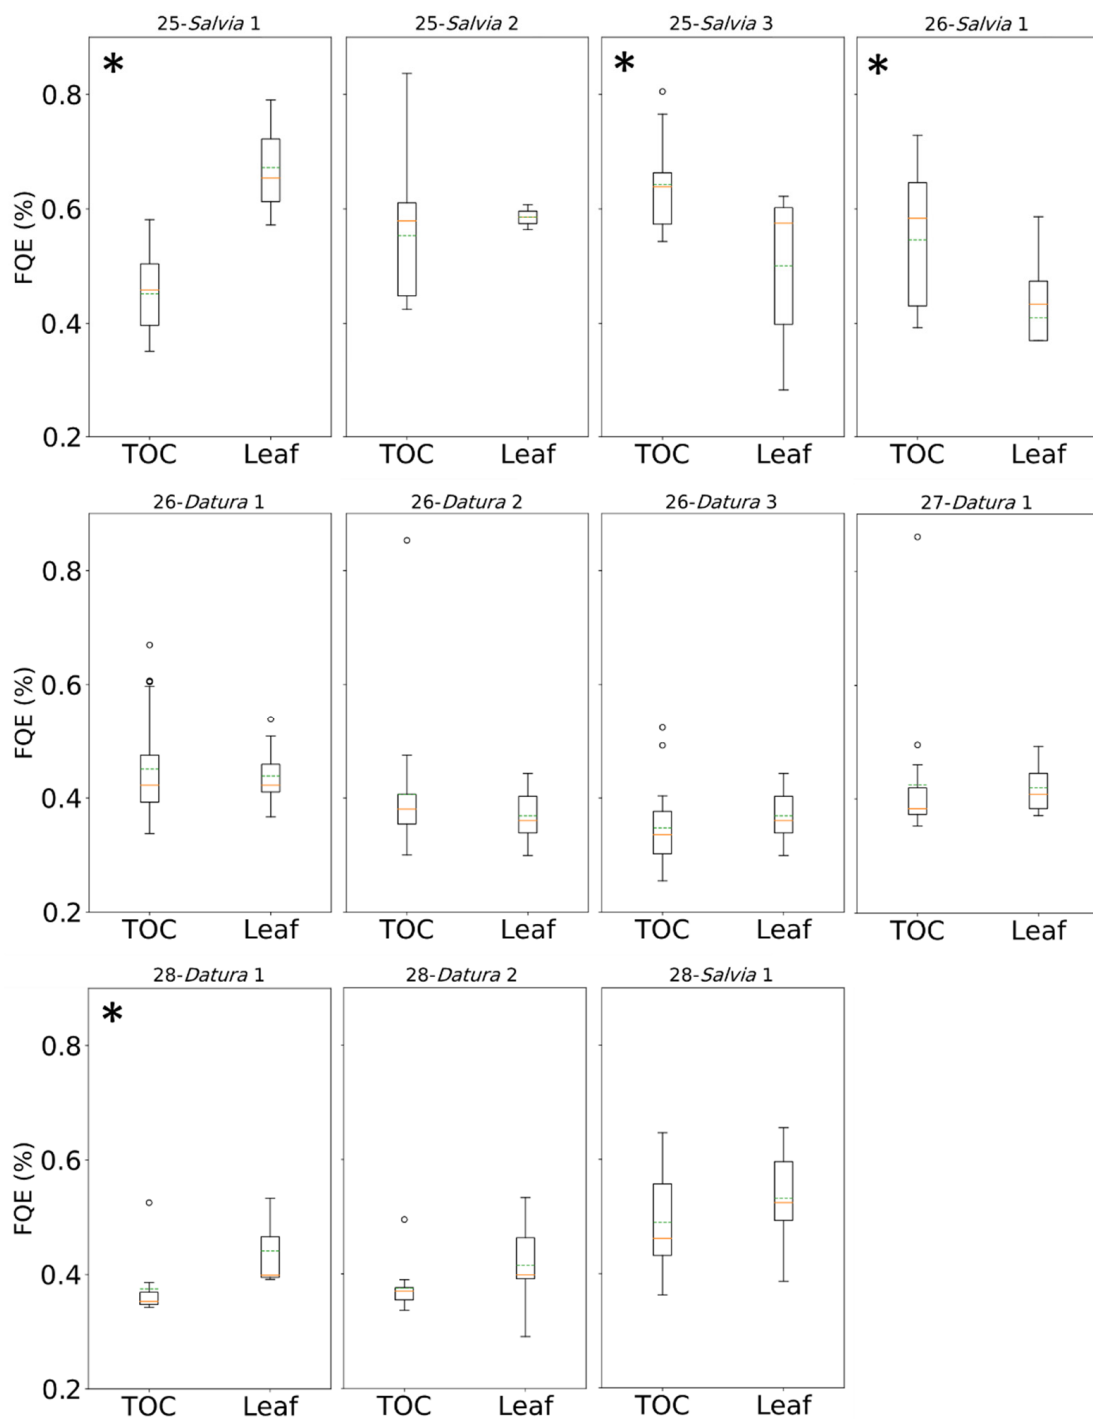 25-Salvia 1 25-Salvia 2 25-Salvia 3 26-Salvia 1
* * *
0.8
0.6
FQE (%)
0.4
0.2
TOC Leaf TOC Leaf TOC Leaf TOC Leaf
26-Datura 1 26-Datura 2 26-Datura 3 27-Datura 1
0.8
0.6
FQE (%)
0.4
0.2
TOC Leaf TOC Leaf TOC Leaf TOC Leaf
28-Datura 1 28-Datura 2 28-Salvia 1
*
0.8
0.6
FQE (%)
0.4
0.2
TOC Leaf TOC Leaf TOC Leaf